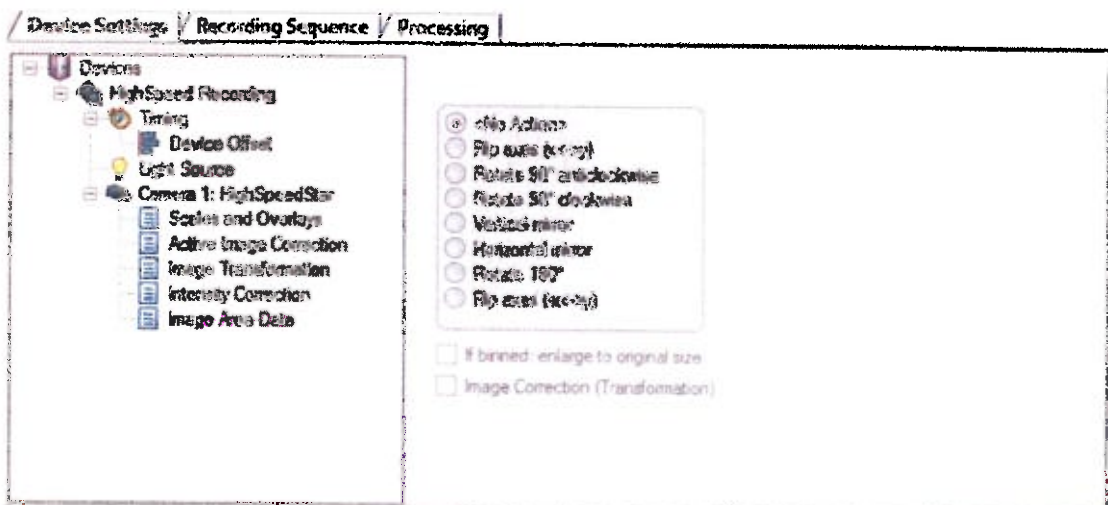 Device Settings Recording Sequence Processing
Devices
HighSpeed Recording
Timing
Device Offset
Light Source
Camera 1: HighSpeedStar
Scales and Overlays
Active Image Correction
Image Transformation
Intensity Correction
Image Area Data
<No Action>
Flip axes
Rotate 90° anticlockwise
Rotate 90° clockwise
Vertical mirror
Horizontal mirror
Rotate 180°
Flip axes
If binned: enlarge to original size
Image Correction (Transformation)